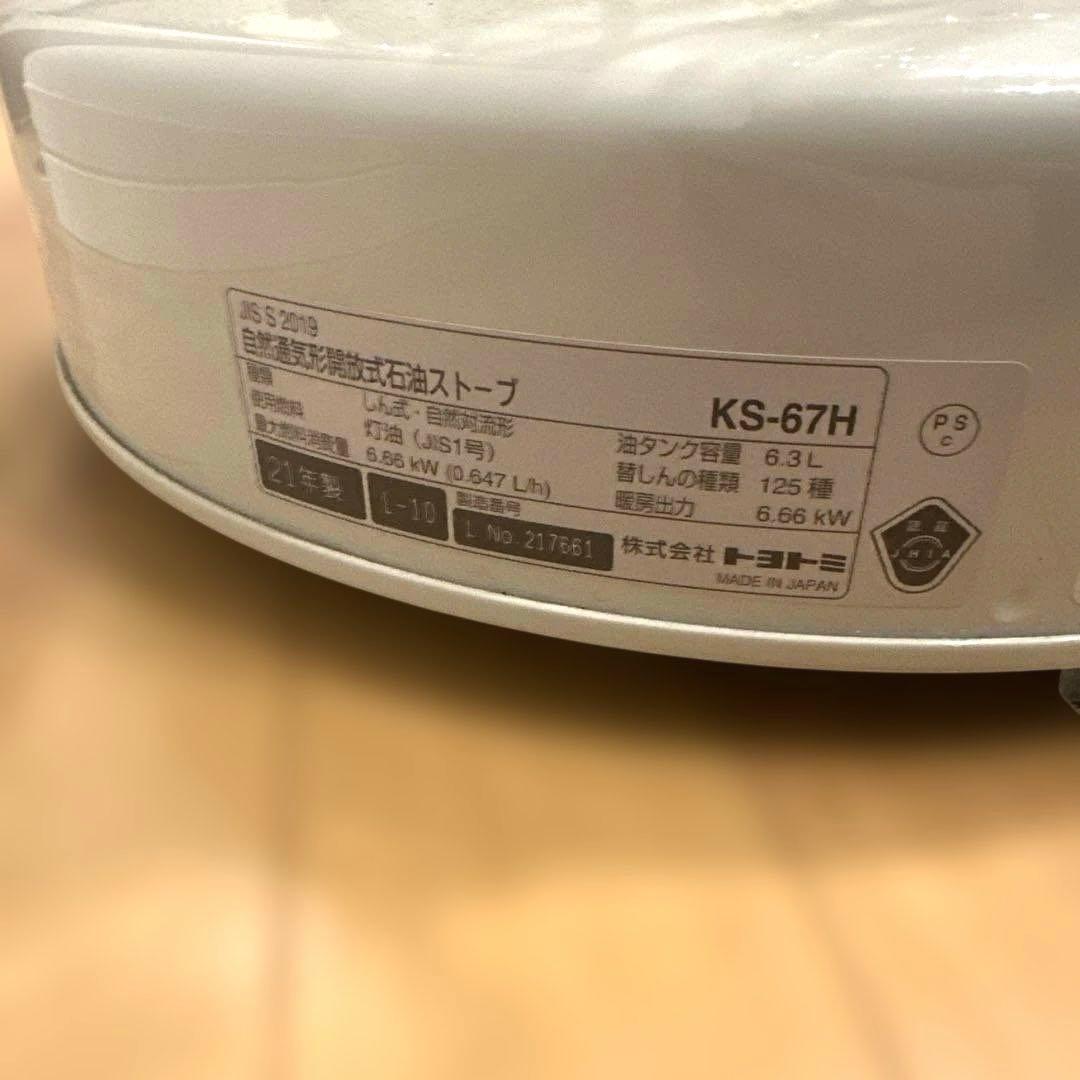 JIS S 2019
自然通気形開放式石油ストーブ
KS-67H
種類 しん式・自然対流形
使用燃料 灯油（JIS1号）
最大燃料消費量 6.66 kW (0.647 L/h)
油タンク容量 6.3 L
替しんの種類 125 種
暖房出力 6.66 kW
21年製 L-10
製造番号
L No.217661
株式会社 トヨトミ
MADE IN JAPAN
PS
C
認証
JHIA